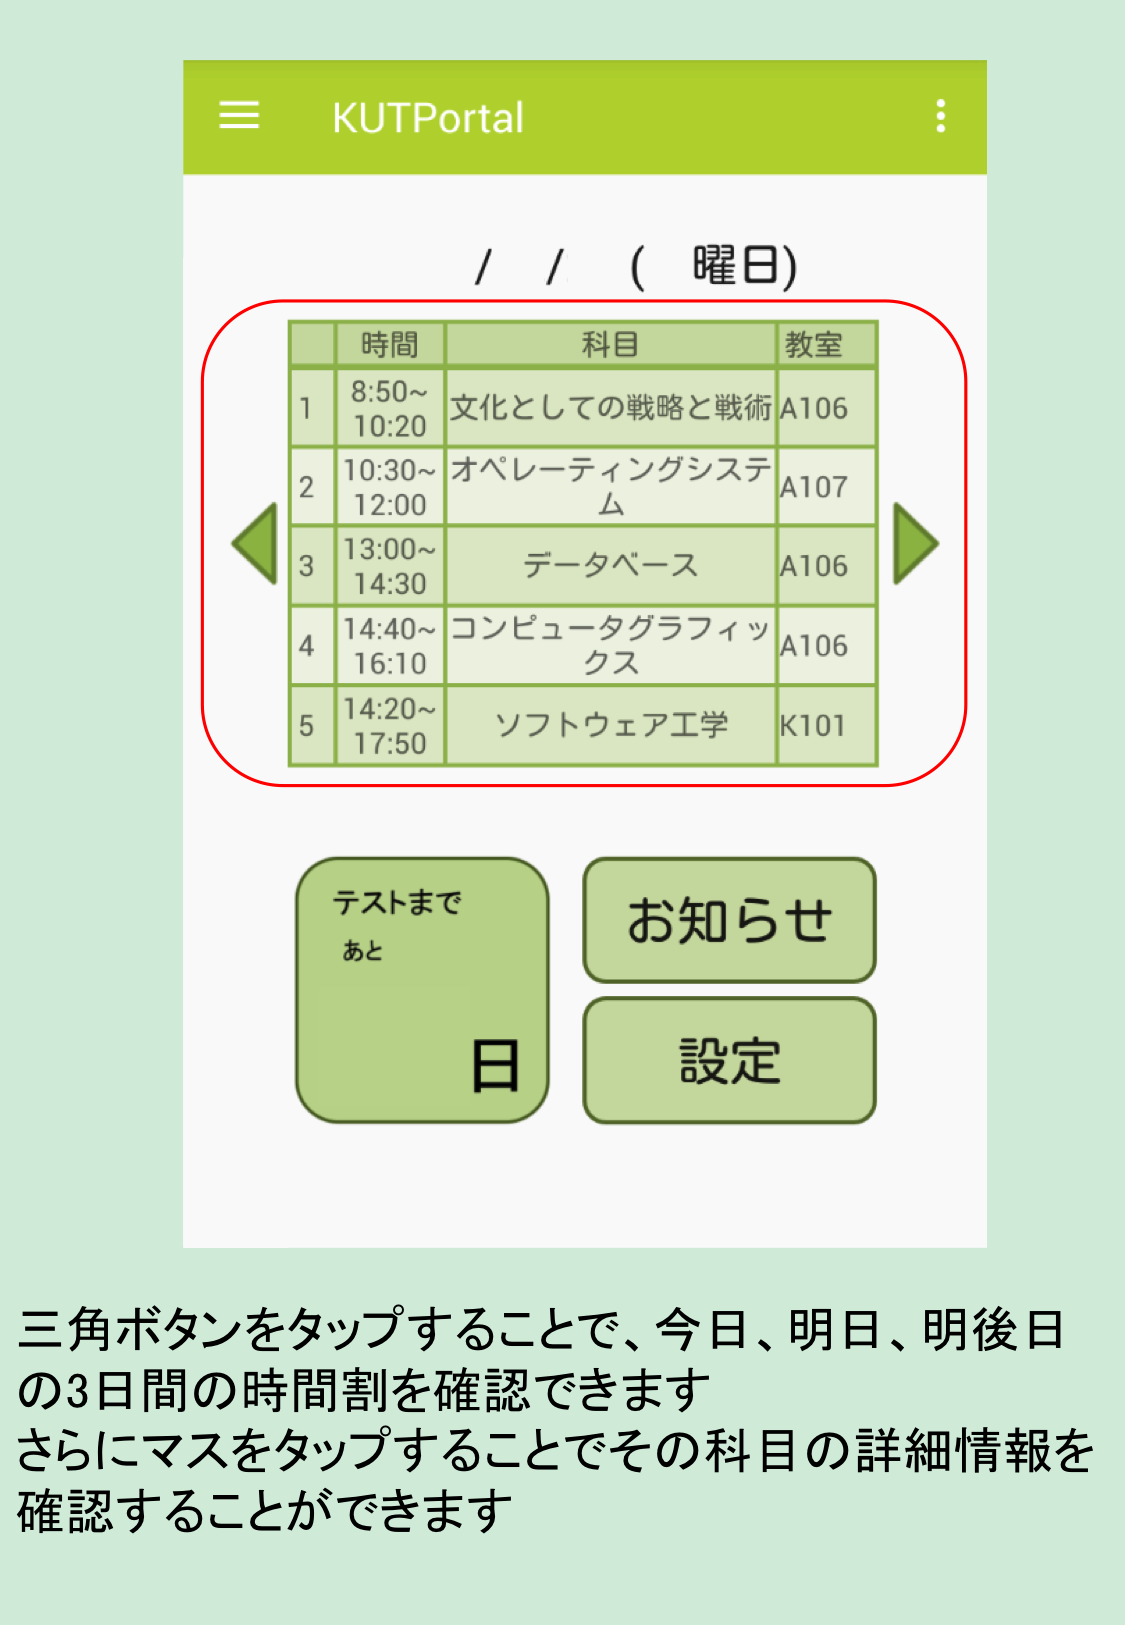 KUTPortal
/ / ( 曜日)
時間 科目 教室
1 8:50~ 10:20 文化としての戦略と戦術 A106
2 10:30~ 12:00 オペレーティングシステム A107
3 13:00~ 14:30 データベース A106
4 14:40~ 16:10 コンピュータグラフィックス A106
5 14:20~ 17:50 ソフトウェア工学 K101
テストまで
あと
日
お知らせ
設定
三角ボタンをタップすることで、今日、明日、明後日
の3日間の時間割を確認できます
さらにマスをタップすることでその科目の詳細情報を
確認することができます